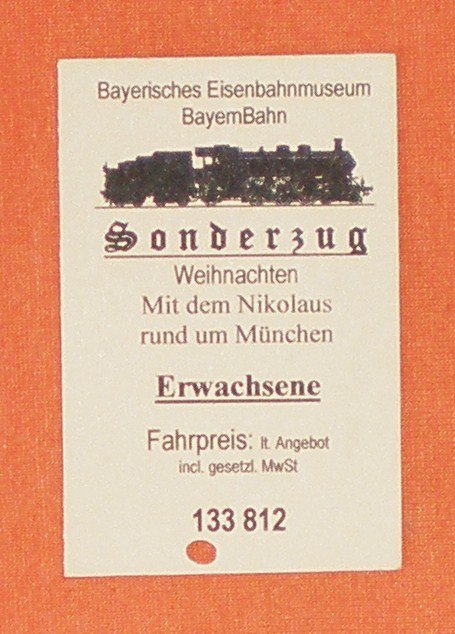 Bayerisches Eisenbahnmuseum
BayernBahn
Sonderzug
Weihnachten
Mit dem Nikolaus
rund um München
Erwachsene
Fahrpreis: lt. Angebot
incl. gesetzl. MwSt
133 812